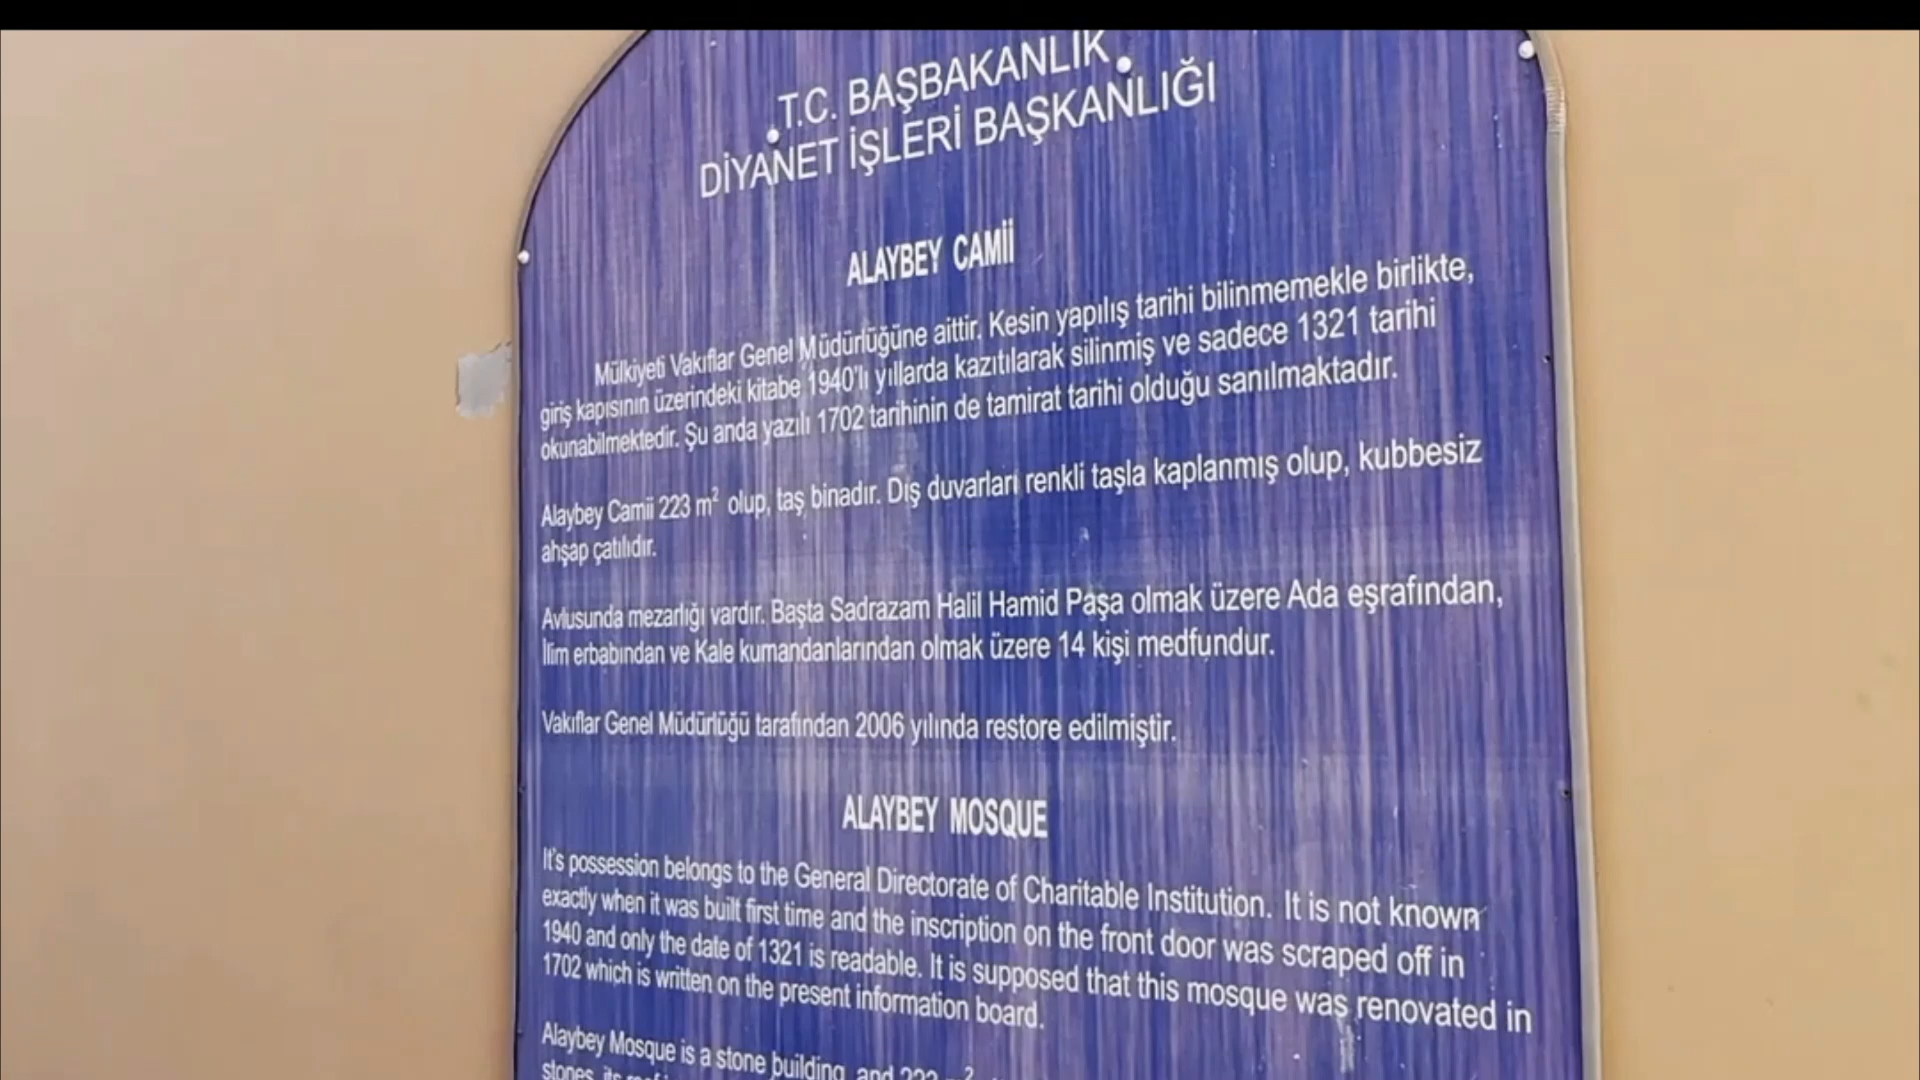 T.C. BAŞBAKANLIK
DİYANET İŞLERİ BAŞKANLIĞI
ALAYBEY CAMİİ
Mülkiyeti Vakıflar Genel Müdürlüğüne aittir. Kesin yapılış tarihi bilinmemekle birlikte,
giriş kapısının üzerindeki kitabe 1940'lı yıllarda kazıtılarak silinmiş ve sadece 1321 tarihi
okunabilmektedir. Şu anda yazılı 1702 tarihinin de tamirat tarihi olduğu sanılmaktadır.
Alaybey Camii 223 m² olup, taş binadır. Dış duvarları renkli taşla kaplanmış olup, kubbesiz
ahşap çatılıdır.
Avlusunda mezarlığı vardır. Başta Sadrazam Halil Hamid Paşa olmak üzere Ada eşrafından,
İlim erbabından ve Kale kumandanlarından olmak üzere 14 kişi medfundur.
Vakıflar Genel Müdürlüğü tarafından 2006 yılında restore edilmiştir.
ALAYBEY MOSQUE
It's possession belongs to the General Directorate of Charitable Institution. It is not known
exactly when it was built first time and the inscription on the front door was scraped off in
1940 and only the date of 1321 is readable. It is supposed that this mosque was renovated in
1702 which is written on the present information board.
Alaybey Mosque is a stone building, and 223 m²
stones, its